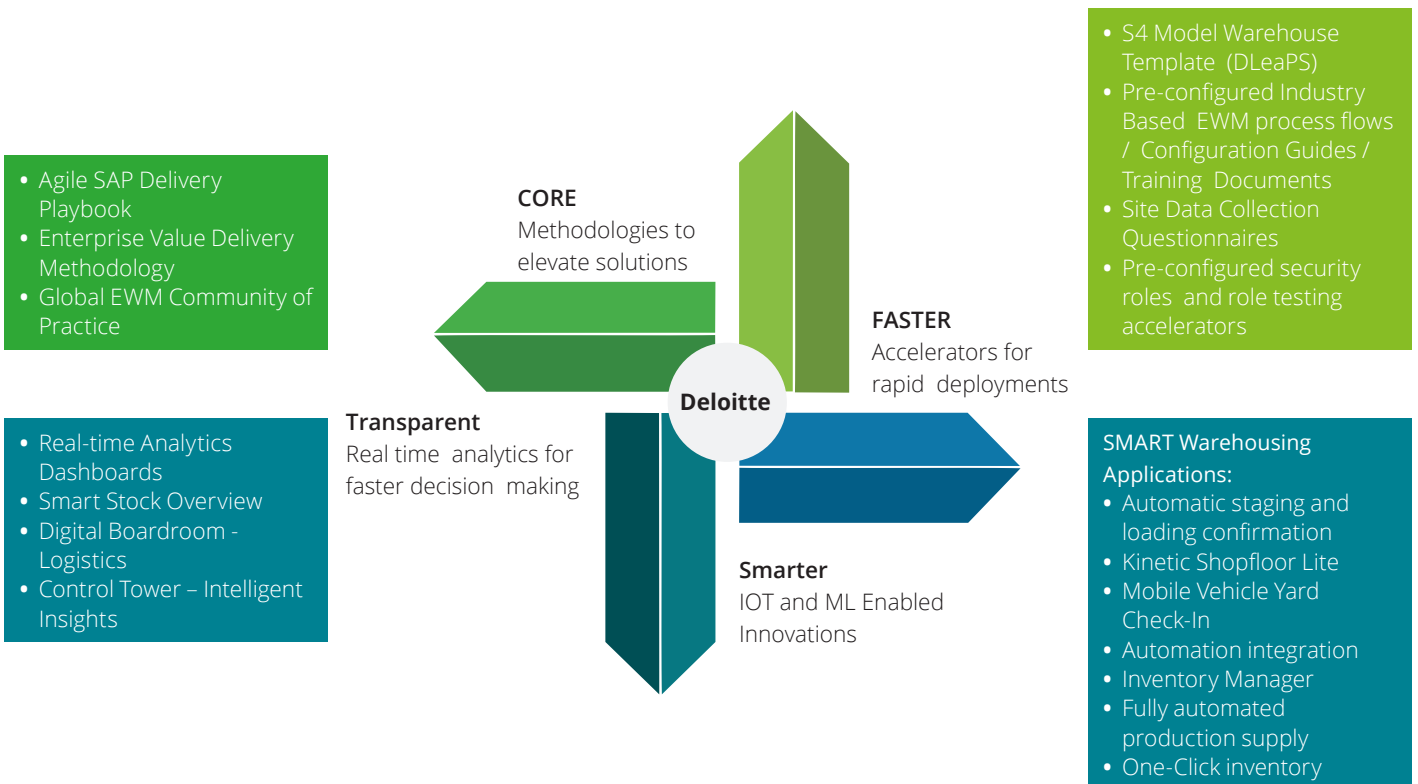 • Agile SAP Delivery
Playbook
• Enterprise Value Delivery
Methodology
• Global EWM Community of
Practice
CORE
Methodologies to
elevate solutions
• S4 Model Warehouse
Template (DLeaPS)
• Pre-configured Industry
Based EWM process flows
/ Configuration Guides /
Training Documents
• Site Data Collection
Questionnaires
• Pre-configured security
roles and role testing
accelerators
FASTER
Accelerators for
rapid deployments
Deloitte
• Real-time Analytics
Dashboards
• Smart Stock Overview
• Digital Boardroom -
Logistics
• Control Tower – Intelligent
Insights
Transparent
Real time analytics for
faster decision making
Smarter
IOT and ML Enabled
Innovations
SMART Warehousing
Applications:
• Automatic staging and
loading confirmation
• Kinetic Shopfloor Lite
• Mobile Vehicle Yard
Check-In
• Automation integration
• Inventory Manager
• Fully automated
production supply
• One-Click inventory